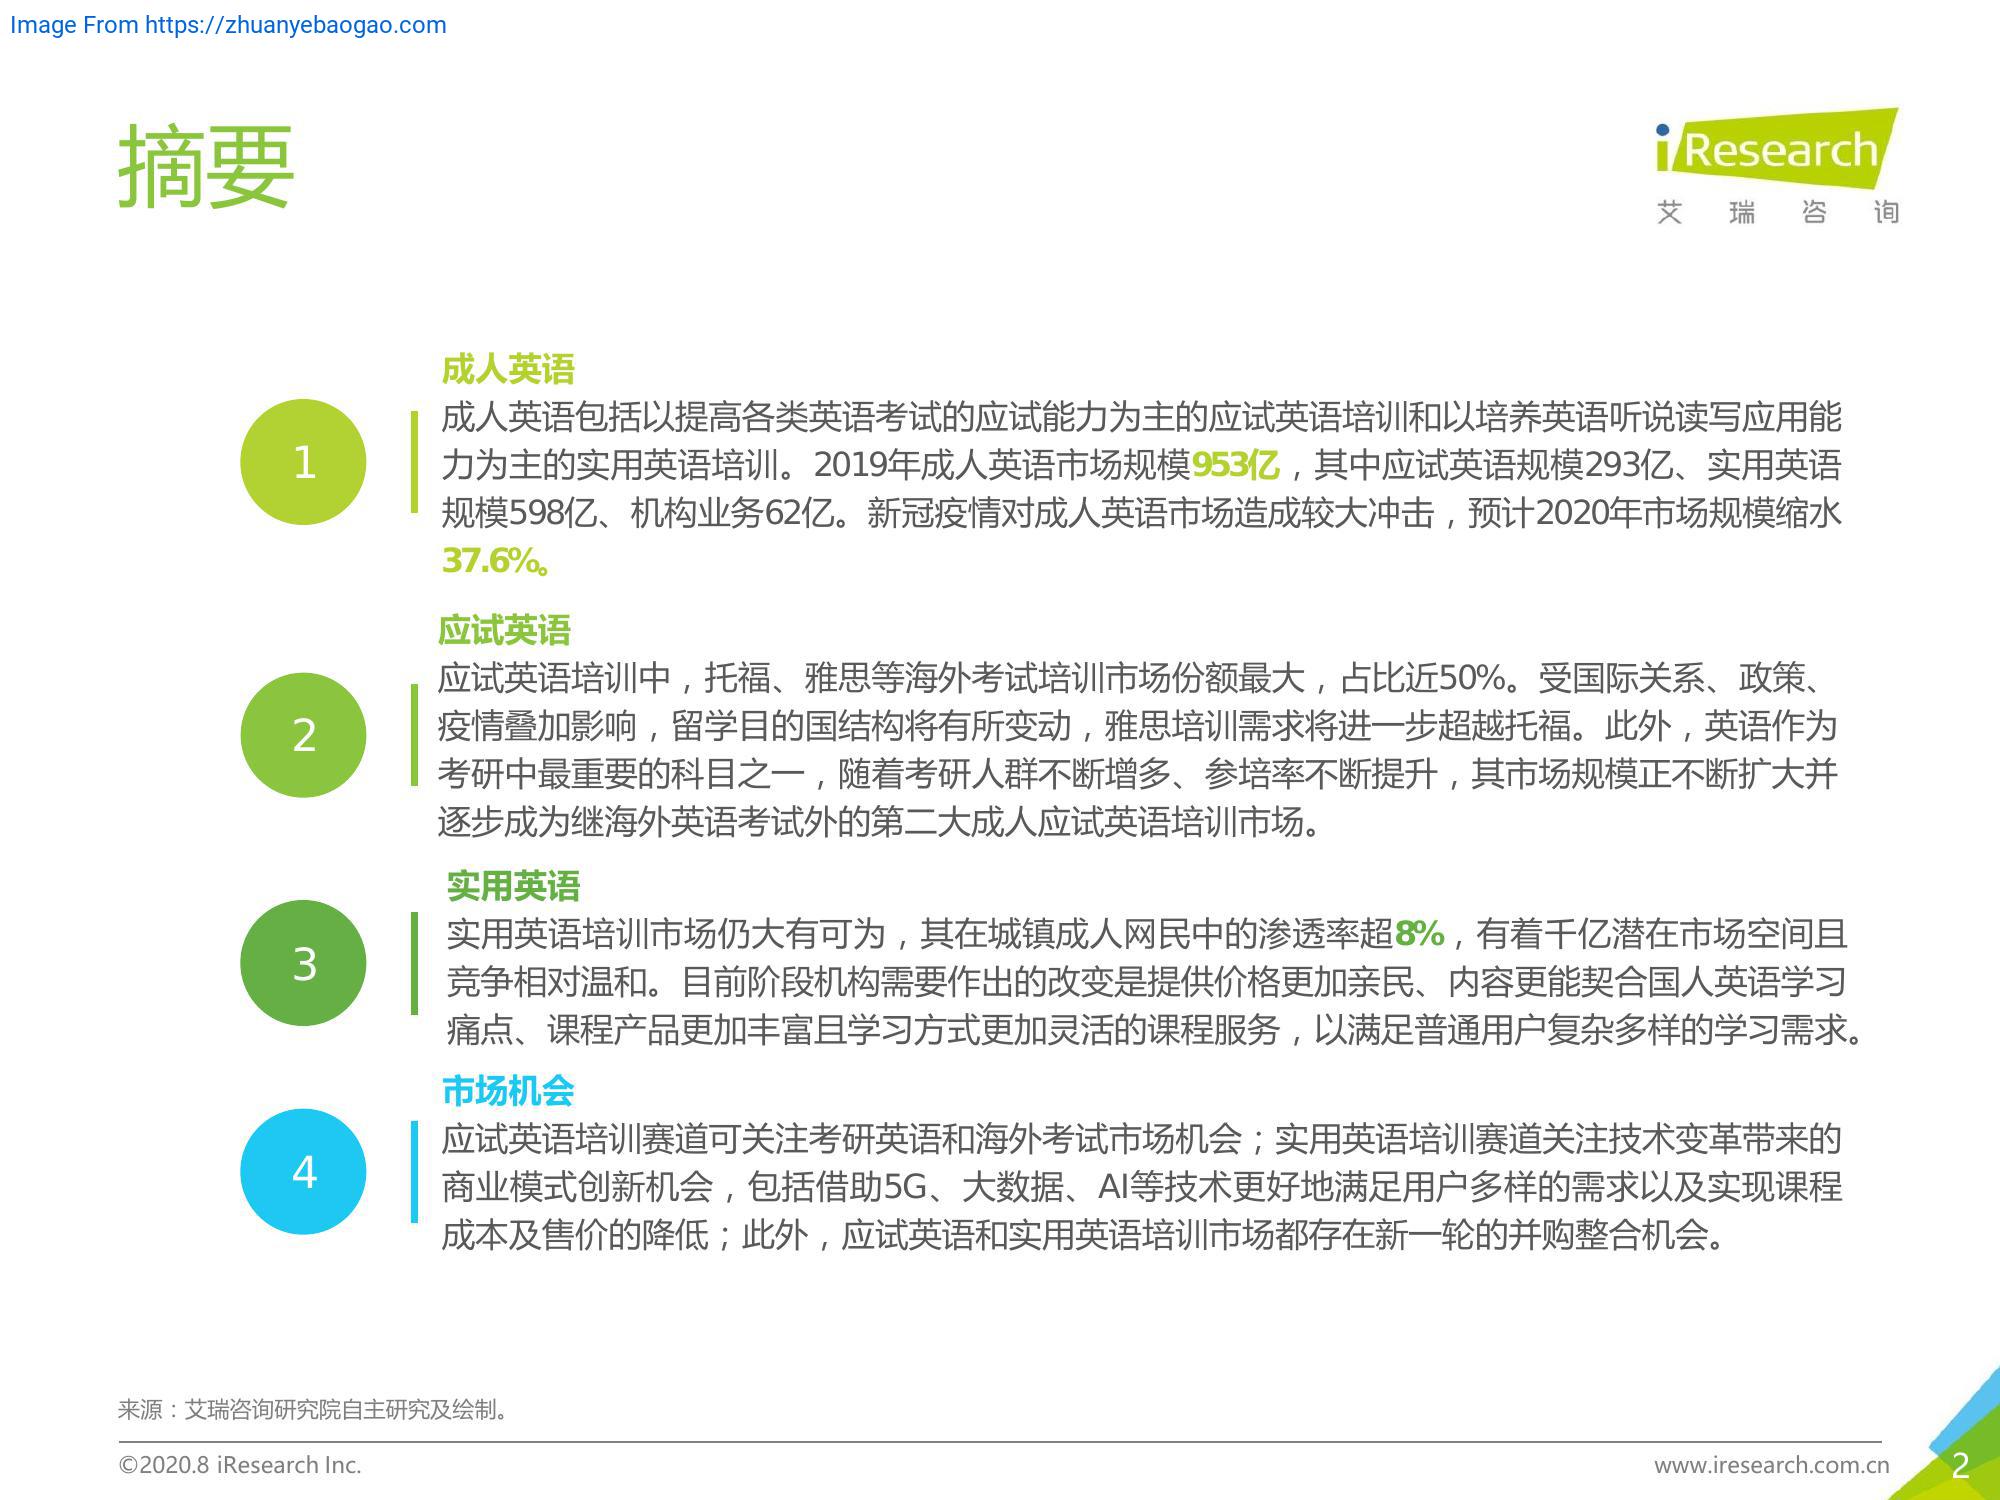 Image From https://zhuanyebaogao.com
摘要
iResearch
艾瑞咨询
成人英语
1
成人英语包括以提高各类英语考试的应试能力为主的应试英语培训和以培养英语听说读写应用能
力为主的实用英语培训。2019年成人英语市场规模953亿，其中应试英语规模293亿、实用英语
规模598亿、机构业务62亿。新冠疫情对成人英语市场造成较大冲击，预计2020年市场规模缩水
37.6%。
应试英语
2
应试英语培训中，托福、雅思等海外考试培训市场份额最大，占比近50%。受国际关系、政策、
疫情叠加影响，留学目的国结构将有所变动，雅思培训需求将进一步超越托福。此外，英语作为
考研中最重要的科目之一，随着考研人群不断增多、参培率不断提升，其市场规模正不断扩大并
逐步成为继海外英语考试外的第二大成人应试英语培训市场。
实用英语
3
实用英语培训市场仍大有可为，其在城镇成人网民中的渗透率超8%，有着千亿潜在市场空间且
竞争相对温和。目前阶段机构需要作出的改变是提供价格更加亲民、内容更能契合国人英语学习
痛点、课程产品更加丰富且学习方式更加灵活的课程服务，以满足普通用户复杂多样的学习需求。
市场机会
4
应试英语培训赛道可关注考研英语和海外考试市场机会；实用英语培训赛道关注技术变革带来的
商业模式创新机会，包括借助5G、大数据、AI等技术更好地满足用户多样的需求以及实现课程
成本及售价的降低；此外，应试英语和实用英语培训市场都存在新一轮的并购整合机会。
来源：艾瑞咨询研究院自主研究及绘制。
©2020.8 iResearch Inc.
www.iresearch.com.cn
2